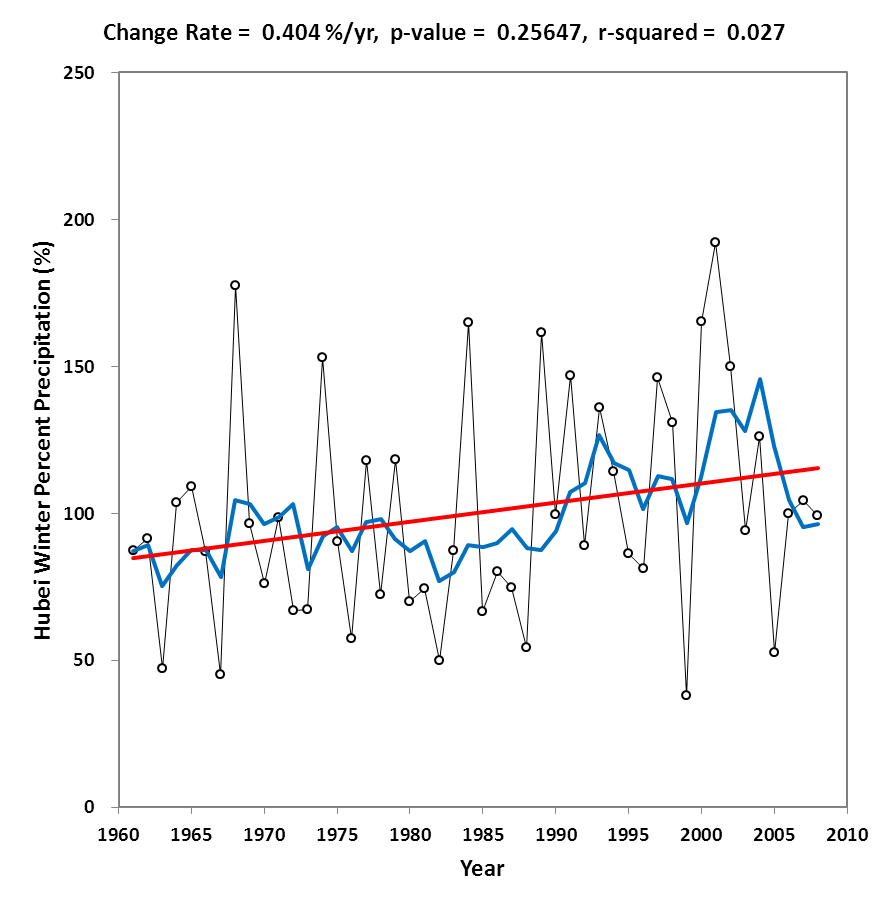 Change Rate = 0.404 %/yr, p-value = 0.25647, r-squared = 0.027
250
200
150
100
50
0
Hubei Winter Percent Precipitation (%)
1960 1965 1970 1975 1980 1985 1990 1995 2000 2005 2010
Year